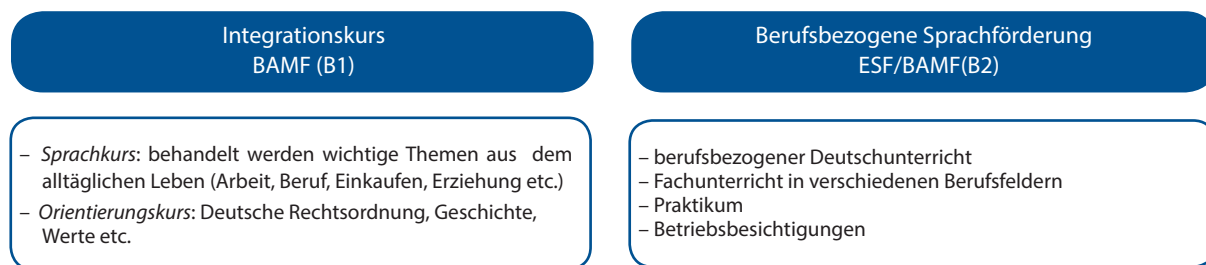 Integrationskurs
BAMF (B1)
– Sprachkurs: behandelt werden wichtige Themen aus dem
alltäglichen Leben (Arbeit, Beruf, Einkaufen, Erziehung etc.)
– Orientierungskurs: Deutsche Rechtsordnung, Geschichte,
Werte etc.
Berufsbezogene Sprachförderung
ESF/BAMF(B2)
– berufsbezogener Deutschunterricht
– Fachunterricht in verschiedenen Berufsfeldern
– Praktikum
– Betriebsbesichtigungen